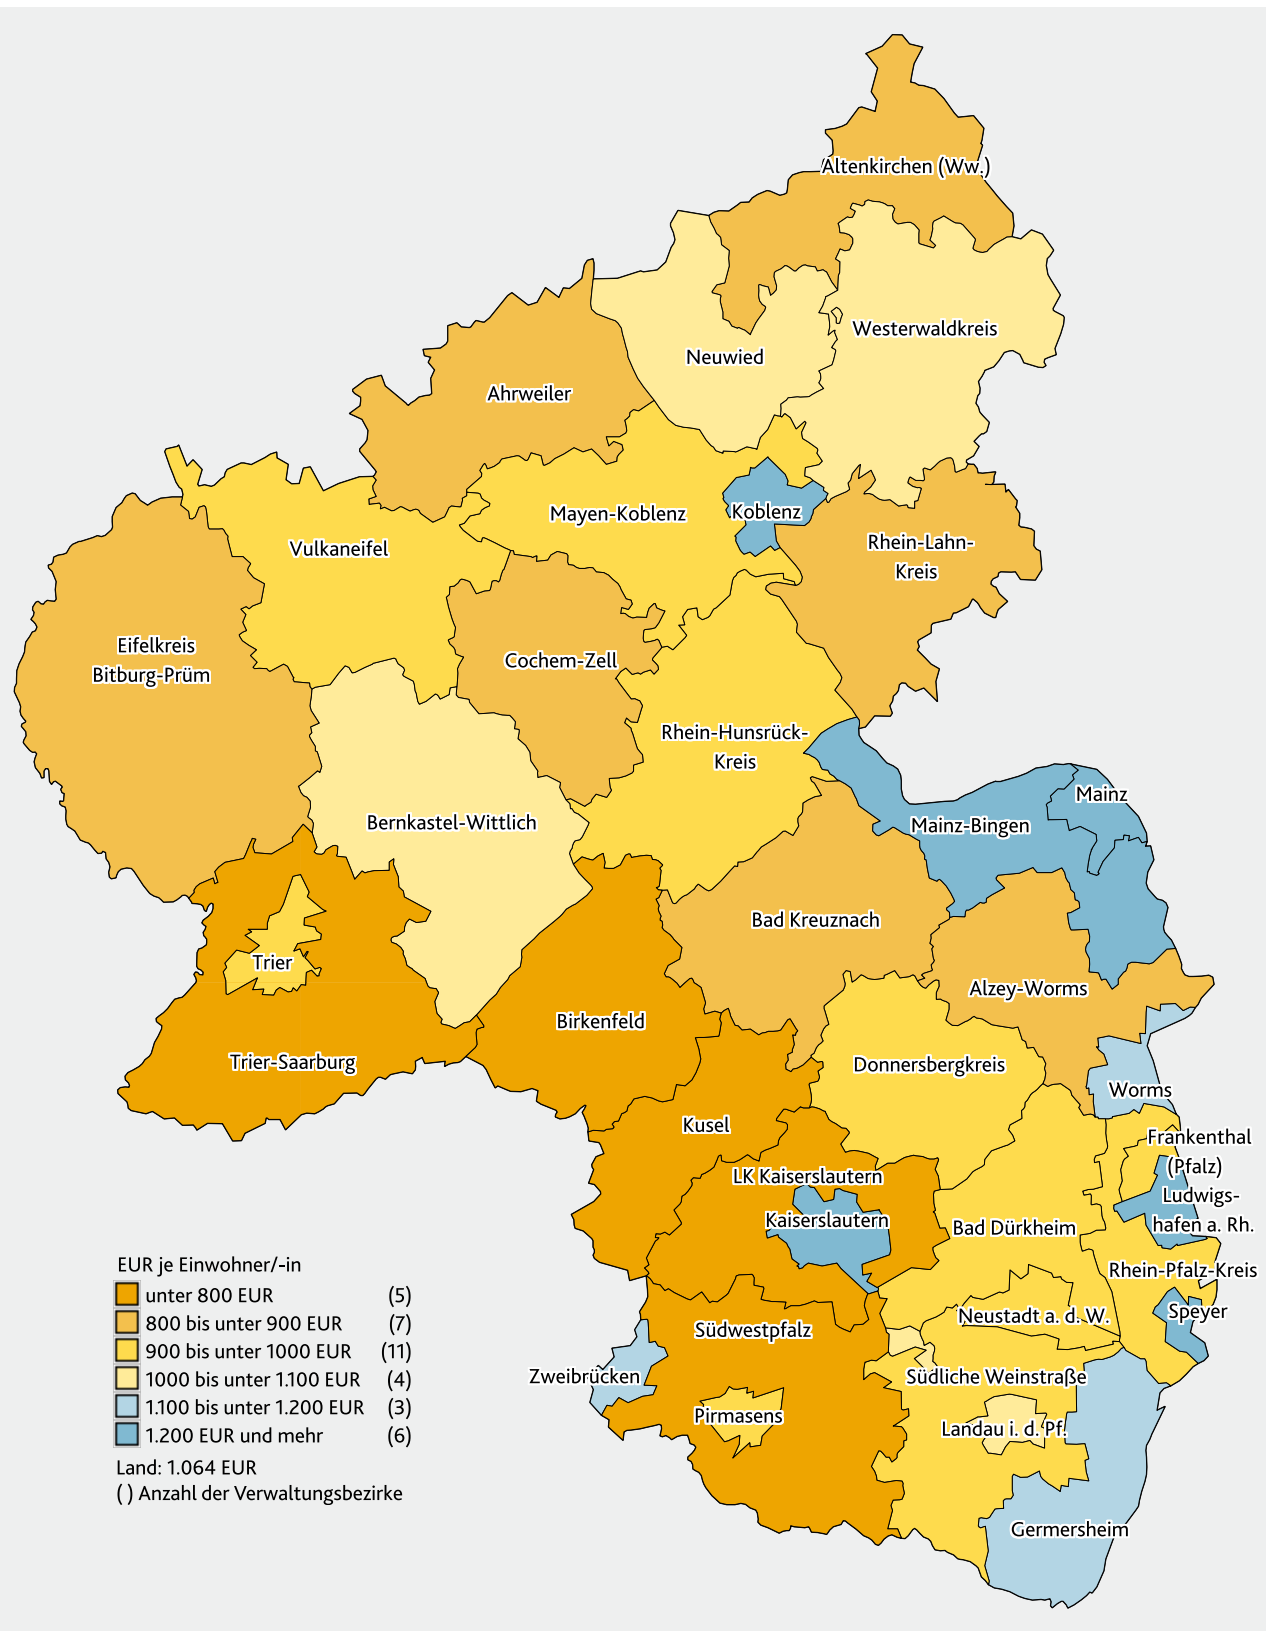 Altenkirchen (Ww.)
Westerwaldkreis
Neuwied
Ahrweiler
Koblenz
Mayen-Koblenz
Rhein-Lahn-
Kreis
Vulkaneifel
Eifelkreis
Bitburg-Prüm
Cochem-Zell
Rhein-Hunsrück-
Kreis
Mainz
Mainz-Bingen
Bernkastel-Wittlich
Bad Kreuznach
Trier
Alzey-Worms
Birkenfeld
Trier-Saarburg
Donnersbergkreis
Worms
Kusel
Frankenthal
(Pfalz)
LK Kaiserslautern
Ludwigs-
hafen a. Rh.
Kaiserslautern
Bad Dürkheim
Rhein-Pfalz-Kreis
Speyer
Neustadt a. d. W.
Südwestpfalz
Zweibrücken
Südliche Weinstraße
Pirmasens
Landau i. d. Pf.
Germersheim
EUR je Einwohner/-in
unter 800 EUR (5)
800 bis unter 900 EUR (7)
900 bis unter 1000 EUR (11)
1000 bis unter 1.100 EUR (4)
1.100 bis unter 1.200 EUR (3)
1.200 EUR und mehr (6)
Land: 1.064 EUR
( ) Anzahl der Verwaltungsbezirke